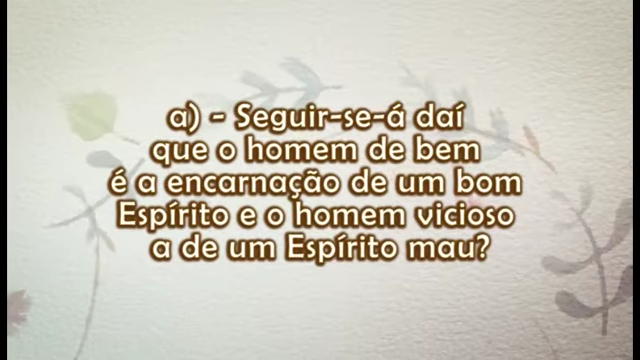 a) - Seguir-se-á daí
que o homem de bem
é a encarnação de um bom
Espírito e o homem vicioso
a de um Espírito mau?